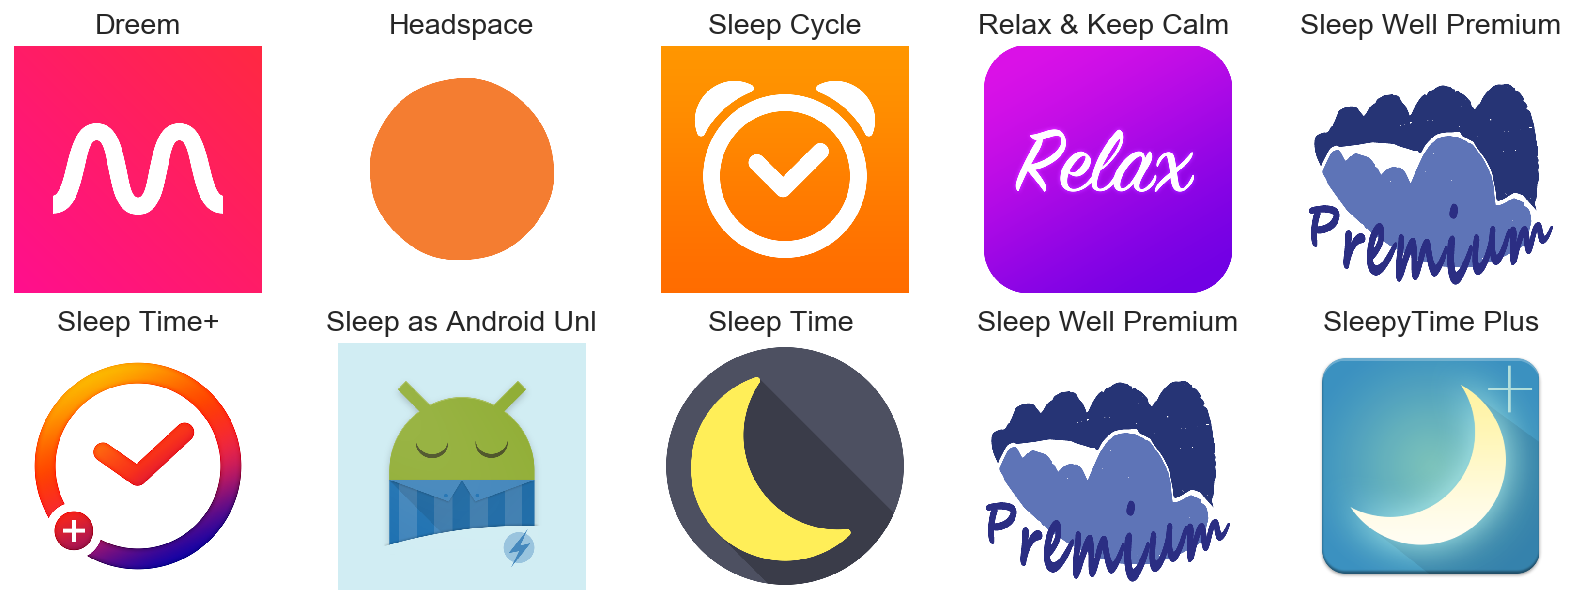 Dreem
Headspace
Sleep Cycle
Relax & Keep Calm
Sleep Well Premium
Relax
Premium
Sleep Time+
Sleep as Android Unl
Sleep Time
Sleep Well Premium
SleepyTime Plus
Premium